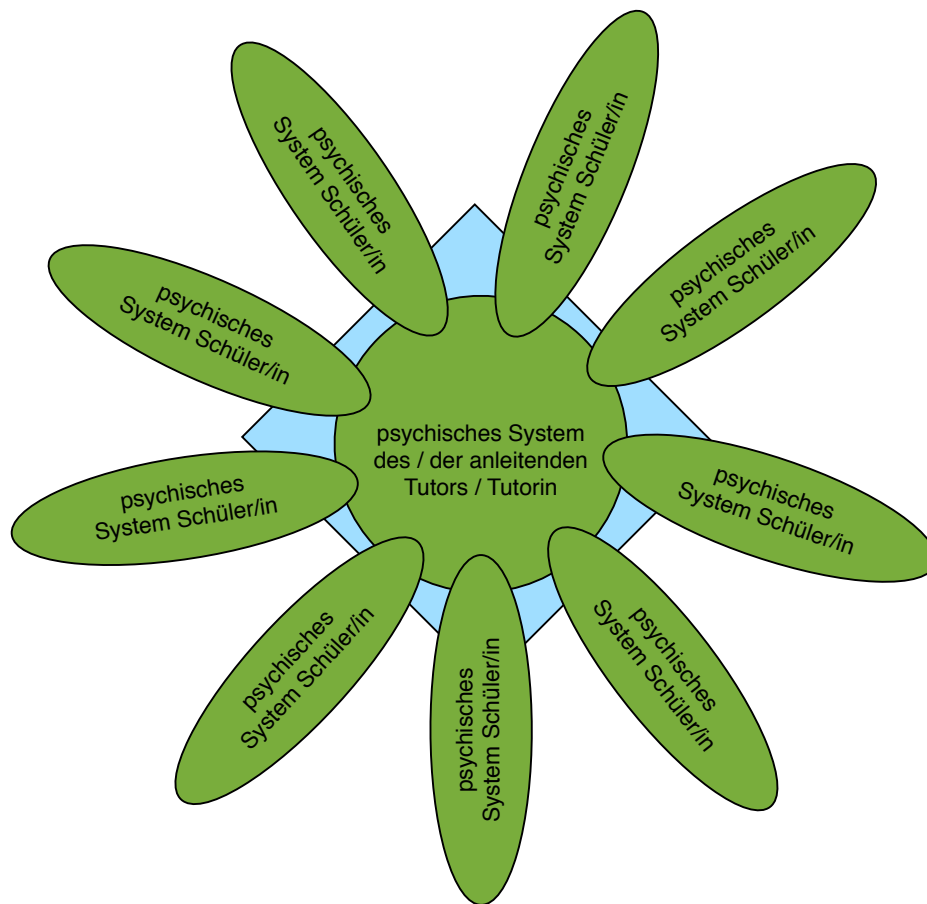 psychisches
System Schüler/in
psychisches
System Schüler/in
psychisches
System Schüler/in
psychisches
System Schüler/in
psychisches System
des / der anleitenden
Tutors / Tutorin
psychisches
System Schüler/in
psychisches
System Schüler/in
psychisches
System Schüler/in
psychisches
System Schüler/in
psychisches
System Schüler/in